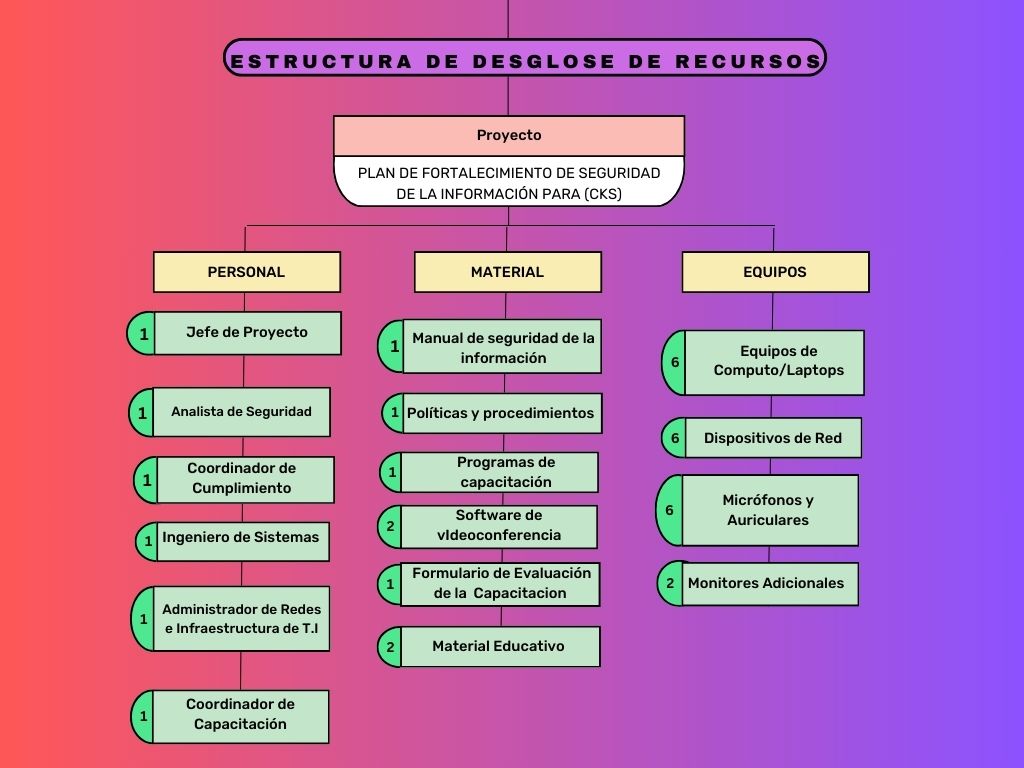 ESTRUCTURA DE DESGLOSE DE RECURSOS
Proyecto
PLAN DE FORTALECIMIENTO DE SEGURIDAD
DE LA INFORMACIÓN PARA (CKS)
PERSONAL
1
Jefe de Proyecto
1
Analista de Seguridad
1
Coordinador de
Cumplimiento
1
Ingeniero de Sistemas
1
Administrador de Redes
e Infraestructura de T.I
1
Coordinador de
Capacitación
MATERIAL
1
Manual de seguridad de la
información
1
Políticas y procedimientos
1
Programas de
capacitación
2
Software de
vIdeoconferencia
1
Formulario de Evaluación
de la Capacitacion
2
Material Educativo
EQUIPOS
6
Equipos de
Computo/Laptops
6
Dispositivos de Red
6
Micrófonos y
Auriculares
2
Monitores Adicionales